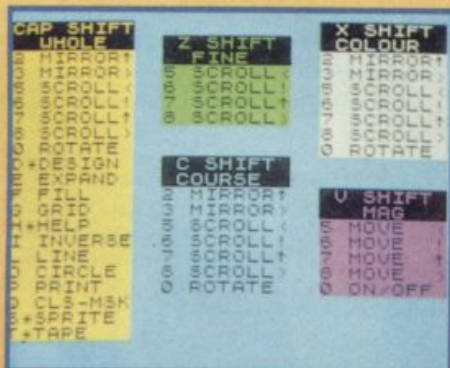 CAP SHIFT
WHOLE
2 MIRROR↑
3 MIRROR>
5 SCROLL<
6 SCROLL!
7 SCROLL↑
8 SCROLL>
0 ROTATE
D+DESIGN
E EXPAND
F FILL
G GRID
H+HELP
I INVERSE
L LINE
O CIRCLE
P PRINT
Q CLS-MSK
S+SPRITE
T+TAPE
Z SHIFT
FINE
5 SCROLL<
6 SCROLL!
7 SCROLL↑
8 SCROLL>
C SHIFT
COURSE
2 MIRROR↑
3 MIRROR>
5 SCROLL<
6 SCROLL!
7 SCROLL↑
8 SCROLL>
0 ROTATE
X SHIFT
COLOUR
2 MIRROR↑
3 MIRROR>
5 SCROLL<
6 SCROLL!
7 SCROLL↑
8 SCROLL>
0 ROTATE
V SHIFT
MAG
5 MOVE <
6 MOVE !
7 MOVE ↑
8 MOVE >
0 ON/OFF